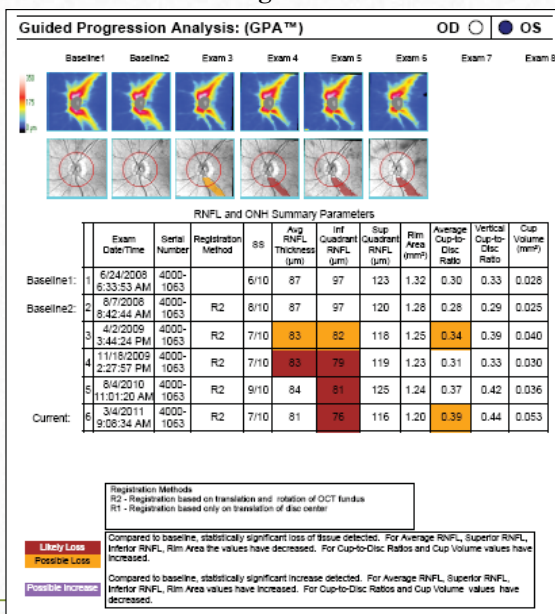 Guided Progression Analysis: (GPA™) OD OS
Baseline1 Baseline2 Exam 3 Exam 4 Exam 5 Exam 6 Exam 7 Exam 8
350
175
0 µm
RNFL and ONH Summary Parameters
Exam Date/Time Serial Number Registration Method SS Avg RNFL Thickness (µm) Inf Quadrant RNFL (µm) Sup Quadrant RNFL (µm) Rim Area (mm²) Average Cup-to-Disc Ratio Vertical Cup-to-Disc Ratio Cup Volume (mm³)
Baseline1: 1 6/24/2008 6:33:53 AM 4000-1063 6/10 87 97 123 1.32 0.30 0.33 0.028
Baseline2: 2 8/7/2008 8:42:44 AM 4000-1063 R2 8/10 87 97 120 1.28 0.28 0.29 0.025
3 4/2/2009 3:44:24 PM 4000-1063 R2 7/10 83 82 118 1.25 0.34 0.39 0.040
4 11/18/2009 2:27:57 PM 4000-1063 R2 7/10 83 79 119 1.23 0.31 0.33 0.030
5 8/4/2010 11:01:20 AM 4000-1063 R2 9/10 84 81 125 1.24 0.37 0.42 0.036
Current: 6 3/4/2011 9:08:34 AM 4000-1063 R2 7/10 81 76 116 1.20 0.39 0.44 0.053
Registration Methods
R2 - Registration based on translation and rotation of OCT fundus
R1 - Registration based only on translation of disc center
Likely Loss
Possible Loss
Compared to baseline, statistically significant loss of tissue detected. For Average RNFL, Superior RNFL,
Inferior RNFL, Rim Area the values have decreased. For Cup-to-Disc Ratios and Cup Volume values have
increased.
Possible Increase
Compared to baseline, statistically significant increase detected. For Average RNFL, Superior RNFL,
Inferior RNFL, Rim Area values have increased. For Cup-to-Disc Ratios and Cup Volume values have
decreased.